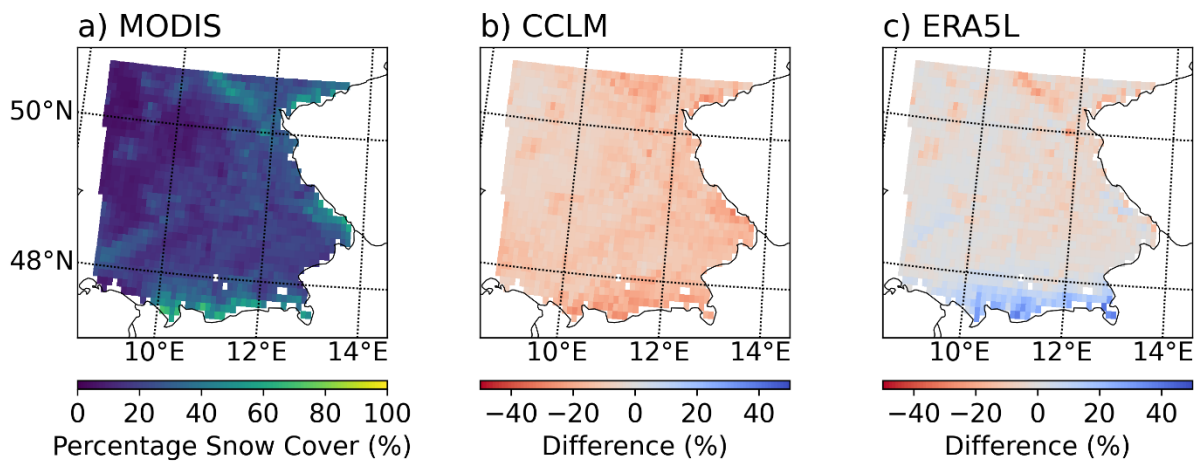 a) MODIS
b) CCLM
c) ERA5L
50°N
48°N
10°E 12°E 14°E
10°E 12°E 14°E
10°E 12°E 14°E
0 20 40 60 80 100
−40 −20 0 20 40
−40 −20 0 20 40
Percentage Snow Cover (%)
Difference (%)
Difference (%)